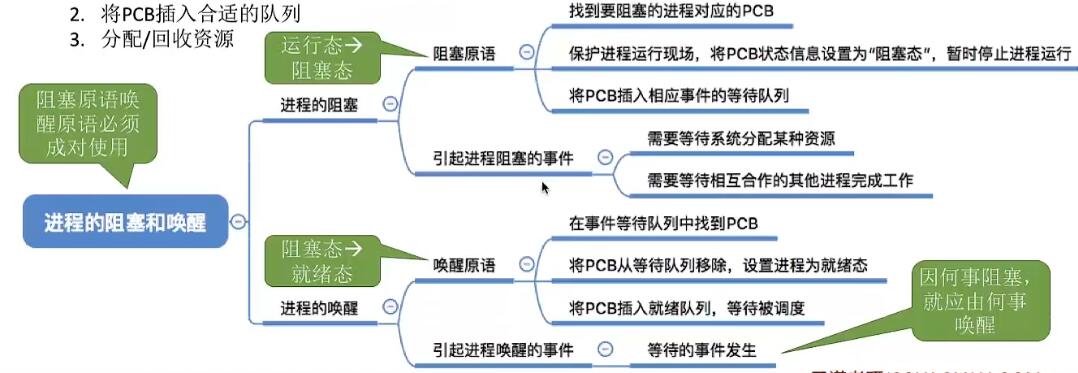 2. 将PCB插入合适的队列
3. 分配/回收资源
运行态→
阻塞态
阻塞原语
找到要阻塞的进程对应的PCB
保护进程运行现场，将PCB状态信息设置为“阻塞态”，暂时停止进程运行
将PCB插入相应事件的等待队列
进程的阻塞
阻塞原语唤
醒原语必须
成对使用
引起进程阻塞的事件
需要等待系统分配某种资源
需要等待相互合作的其他进程完成工作
进程的阻塞和唤醒
阻塞态→
就绪态
唤醒原语
在事件等待队列中找到PCB
将PCB从等待队列移除，设置进程为就绪态
将PCB插入就绪队列，等待被调度
进程的唤醒
因何事阻塞，
就应由何事
唤醒
引起进程唤醒的事件
等待的事件发生